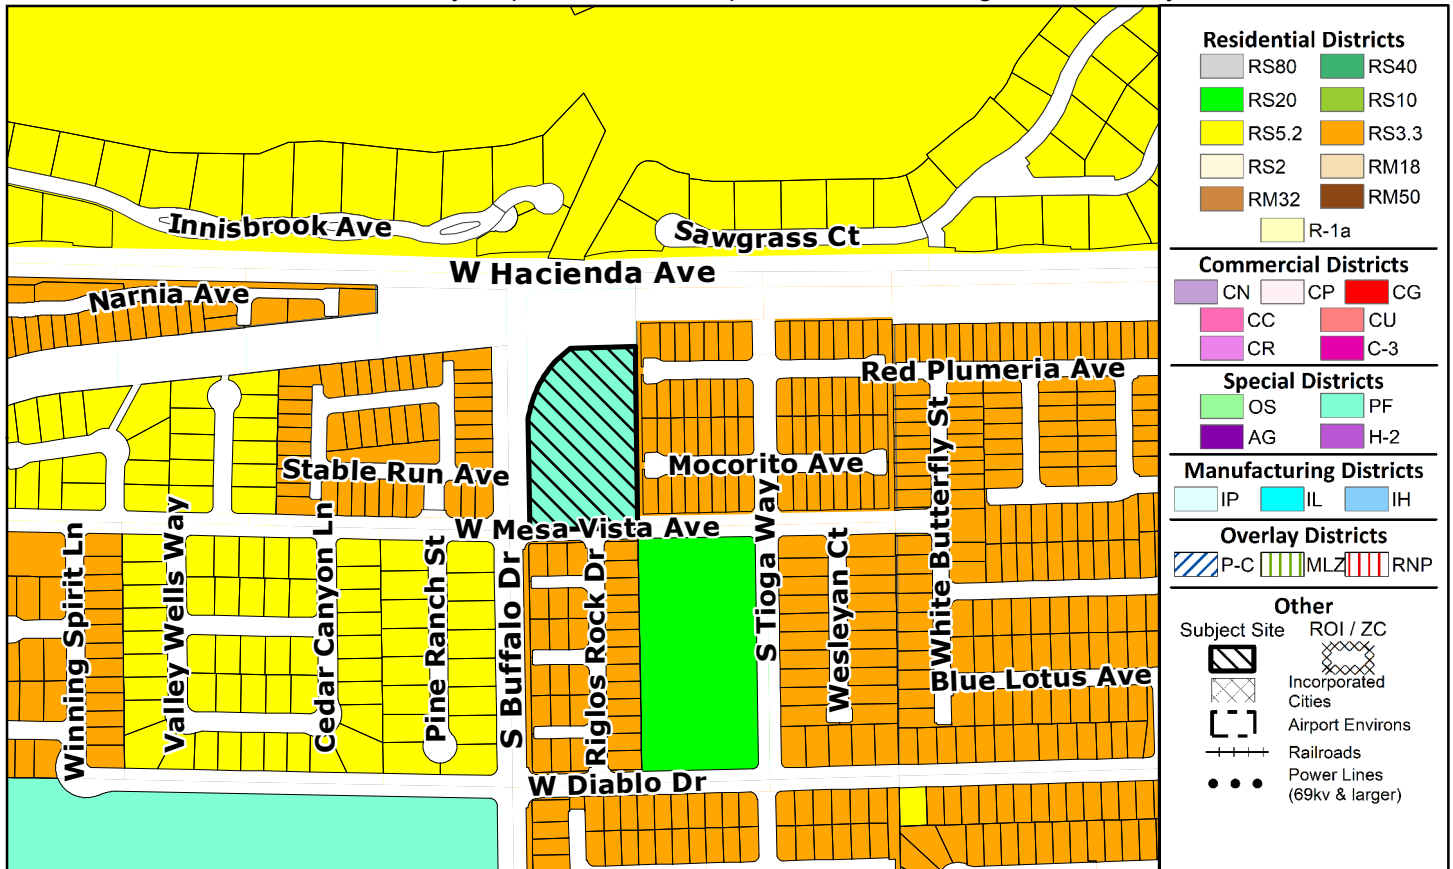 Innisbrook Ave
Sawgrass Ct
W Hacienda Ave
Narnia Ave
Red Plumeria Ave
Stable Run Ave
Mocorito Ave
W Mesa Vista Ave
Winning Spirit Ln
Valley Wells Way
Cedar Canyon Ln
Pine Ranch St
S Buffalo Dr
Riglos Rock Dr
S Tioga Way
Wesleyan Ct
White Butterfly St
Blue Lotus Ave
W Diablo Dr
Residential Districts
RS80 RS40
RS20 RS10
RS5.2 RS3.3
RS2 RM18
RM32 RM50
R-1a
Commercial Districts
CN CP CG
CC CU
CR C-3
Special Districts
OS PF
AG H-2
Manufacturing Districts
IP IL IH
Overlay Districts
P-C MLZ RNP
Other
Subject Site ROI / ZC
Incorporated
Cities
Airport Environs
Railroads
Power Lines
(69kv & larger)